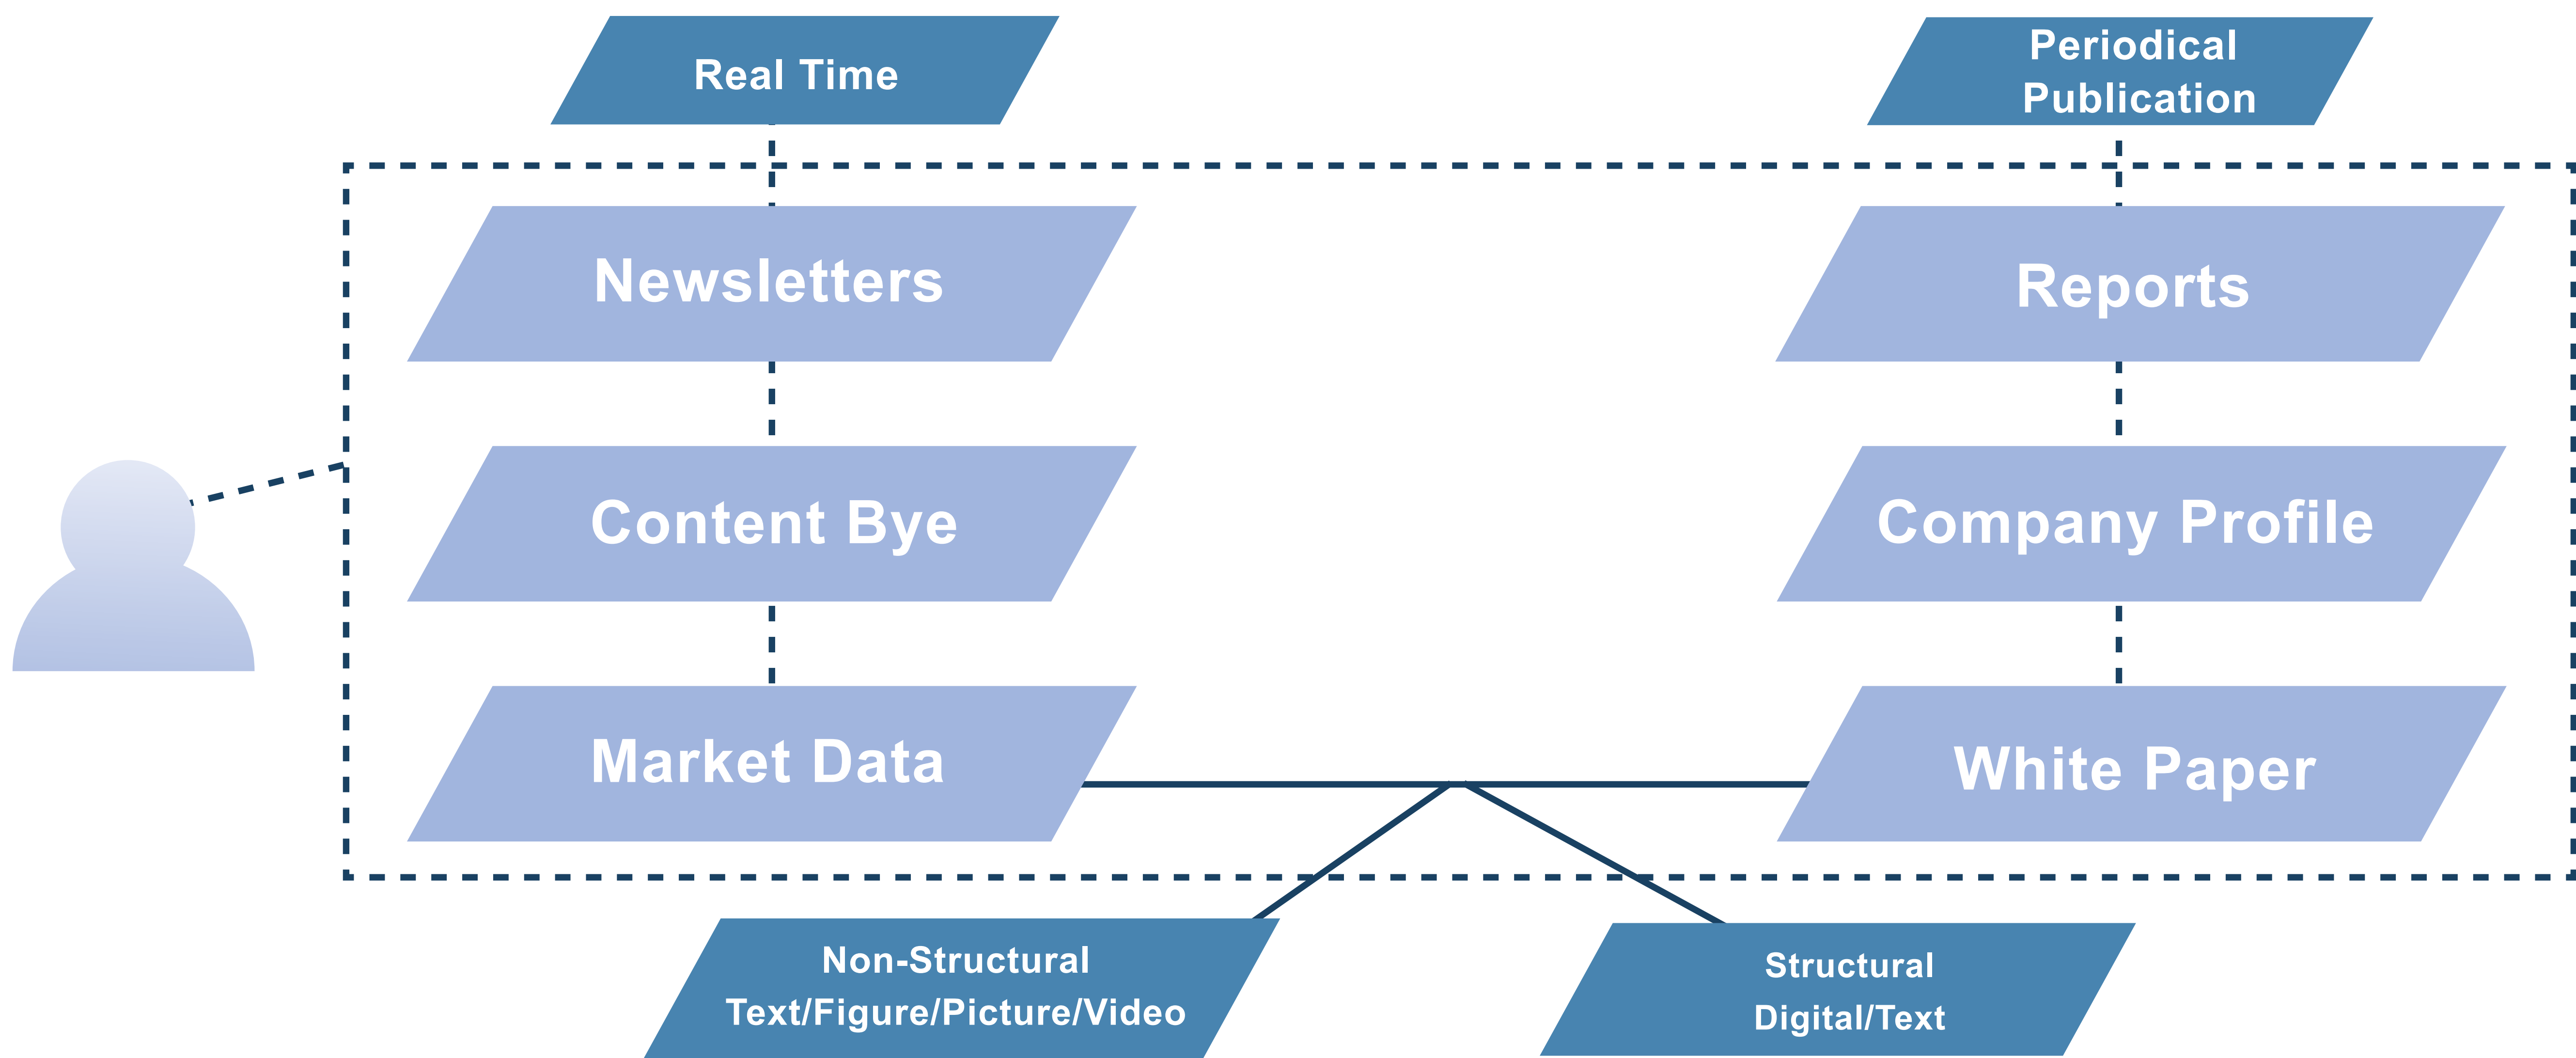 Real Time
Periodical
Publication
Newsletters
Reports
Content Bye
Company Profile
Market Data
White Paper
Non-Structural
Text/Figure/Picture/Video
Structural
Digital/Text